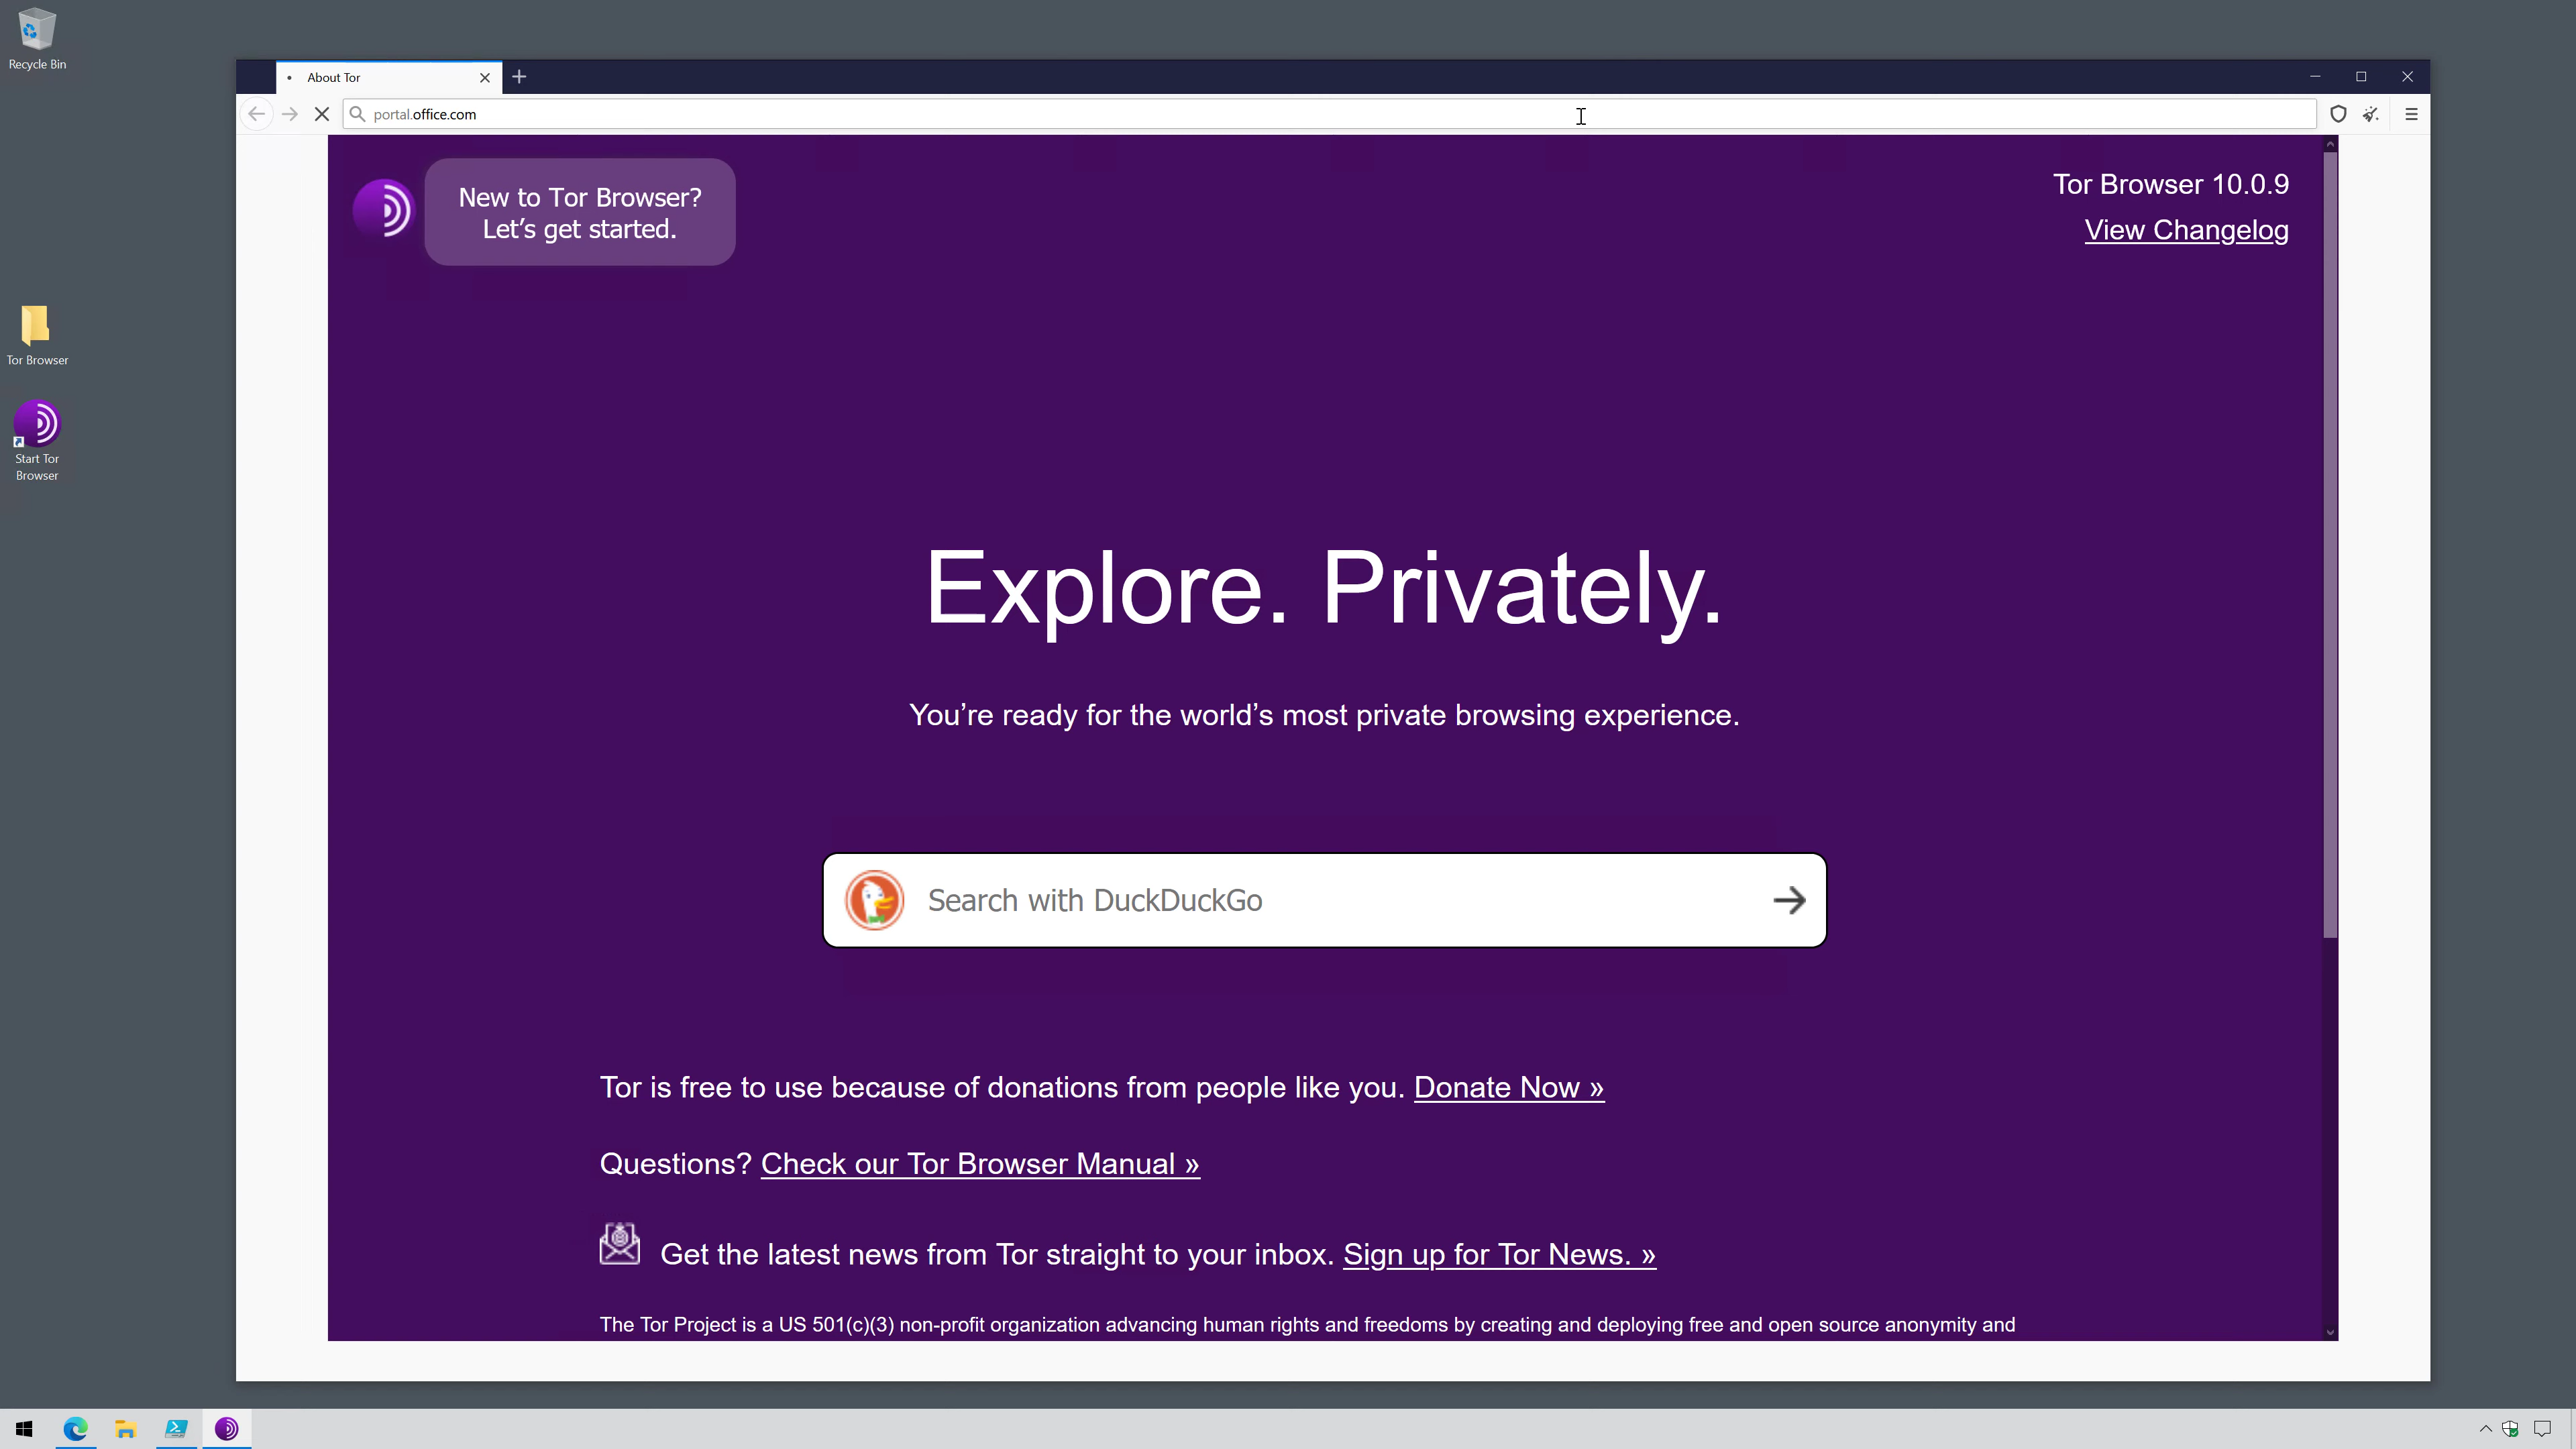 Recycle Bin
About Tor
portal.office.com
New to Tor Browser?
Let's get started.
Tor Browser 10.0.9
View Changelog
Tor Browser
Start Tor
Browser
Explore. Privately.
You're ready for the world's most private browsing experience.
Search with DuckDuckGo
Tor is free to use because of donations from people like you. Donate Now »
Questions? Check our Tor Browser Manual »
Get the latest news from Tor straight to your inbox. Sign up for Tor News. »
The Tor Project is a US 501(c)(3) non-profit organization advancing human rights and freedoms by creating and deploying free and open source anonymity and